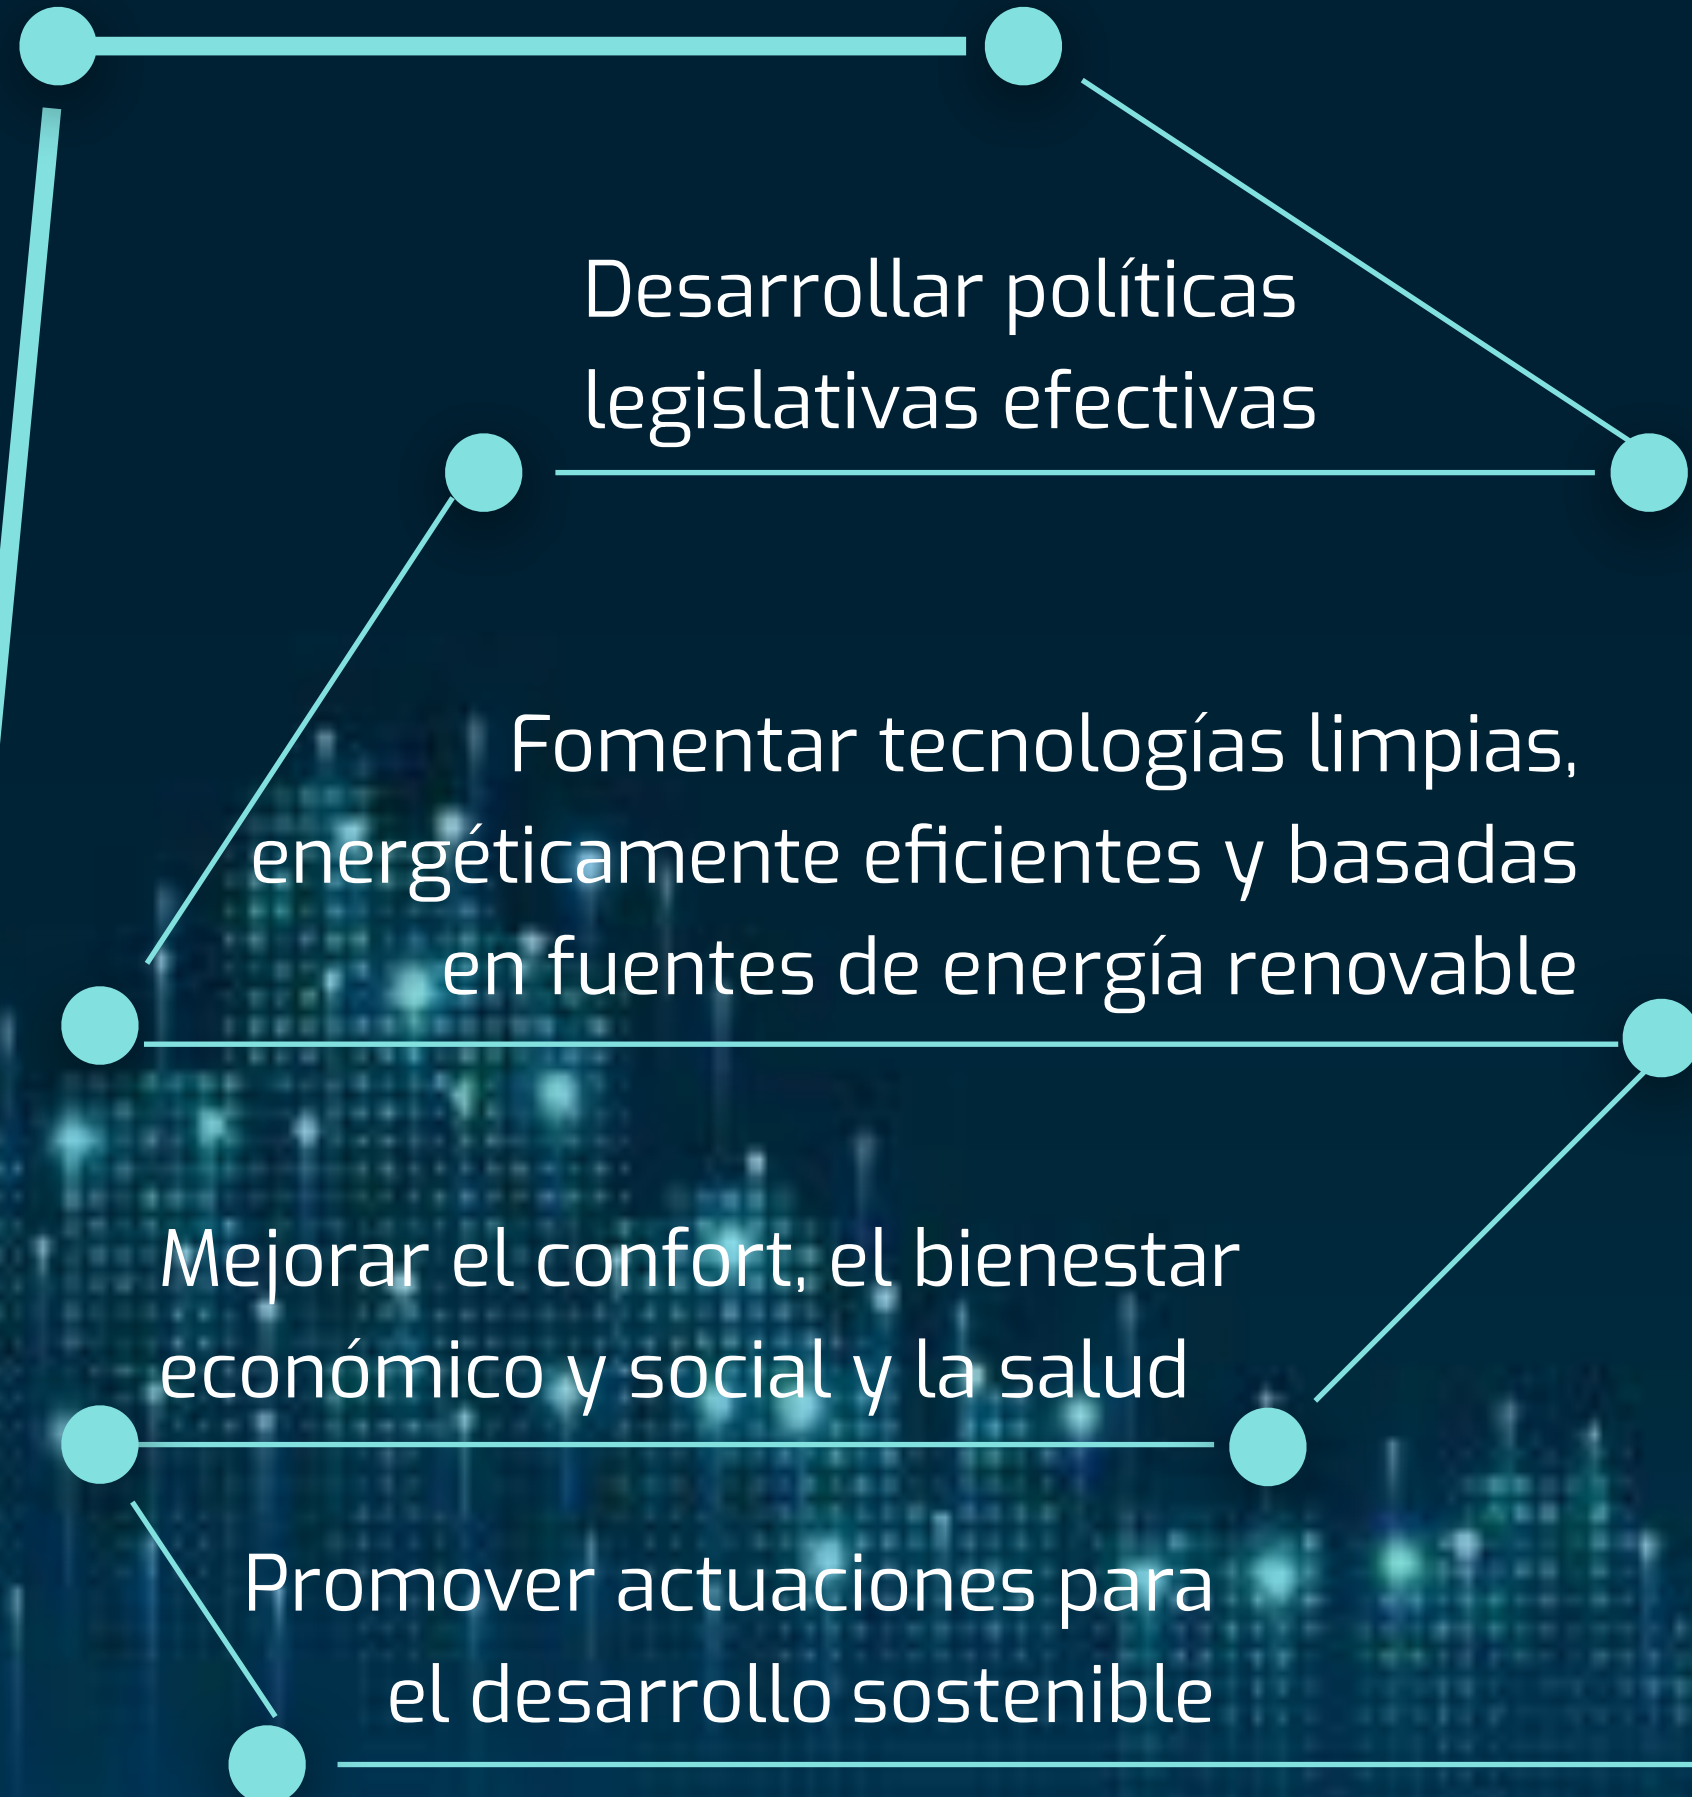 Desarrollar políticas
legislativas efectivas
Fomentar tecnologías limpias,
energéticamente eficientes y basadas
en fuentes de energía renovable
Mejorar el confort, el bienestar
económico y social y la salud
Promover actuaciones para
el desarrollo sostenible